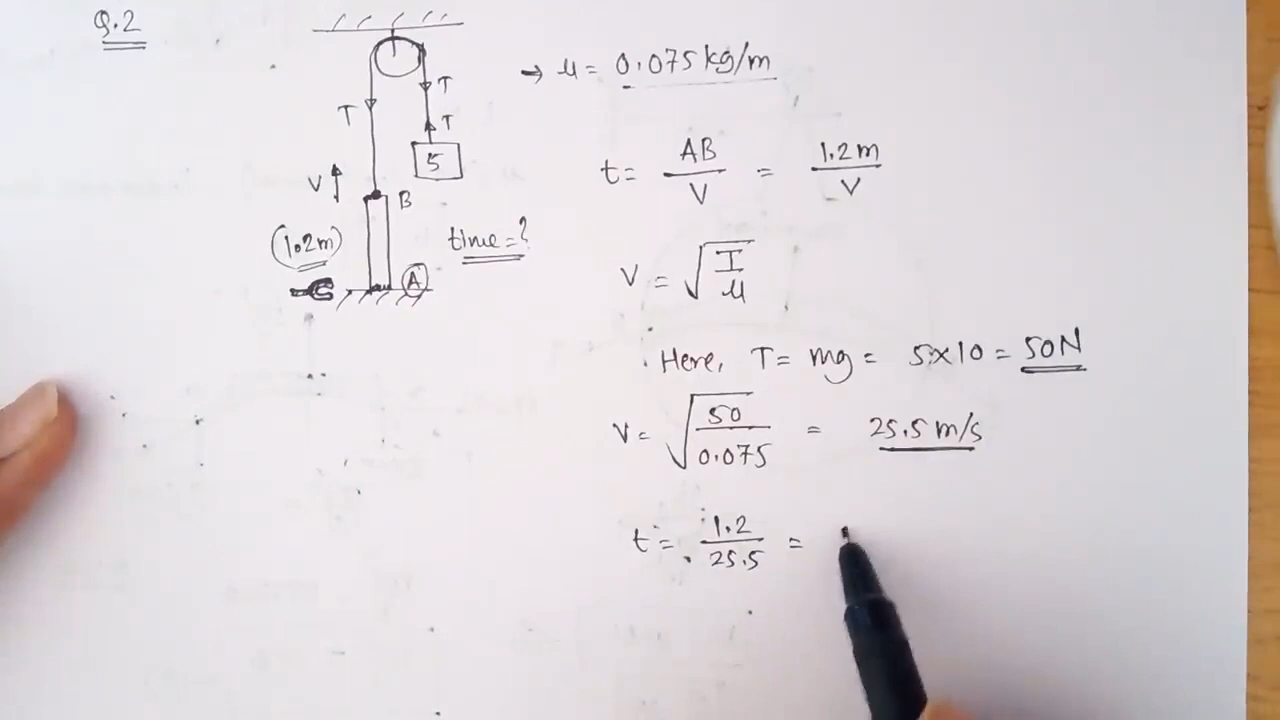 Q.2
T
T
T
5
V
B
(1.2m)
time=?
A
→ μ= 0.075 kg/m
t= AB/V = 1.2m/V
V = √T/μ
Here, T= mg= 5×10 = 50N
V= √50/0.075 = 25.5 m/s
t= 1.2/25.5 =